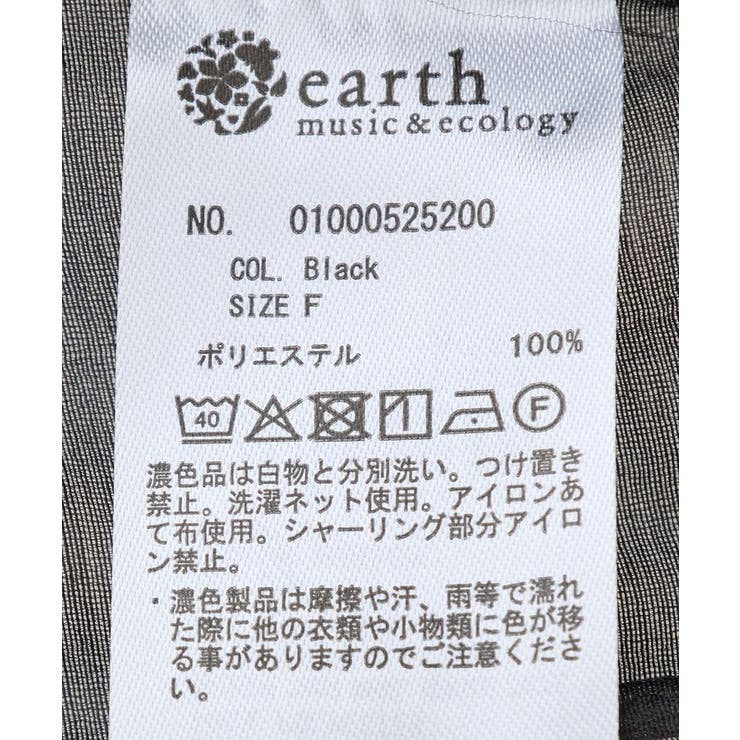 earth
music & ecology
NO. 01000525200
COL. Black
SIZE F
ポリエステル 100%
40 F
濃色品は白物と分別洗い。つけ置き
禁止。洗濯ネット使用。アイロンあ
て布使用。シャーリング部分アイロ
ン禁止。
・濃色製品は摩擦や汗、雨等で濡れ
た際に他の衣類や小物類に色が移
る事がありますのでご注意くださ
い。